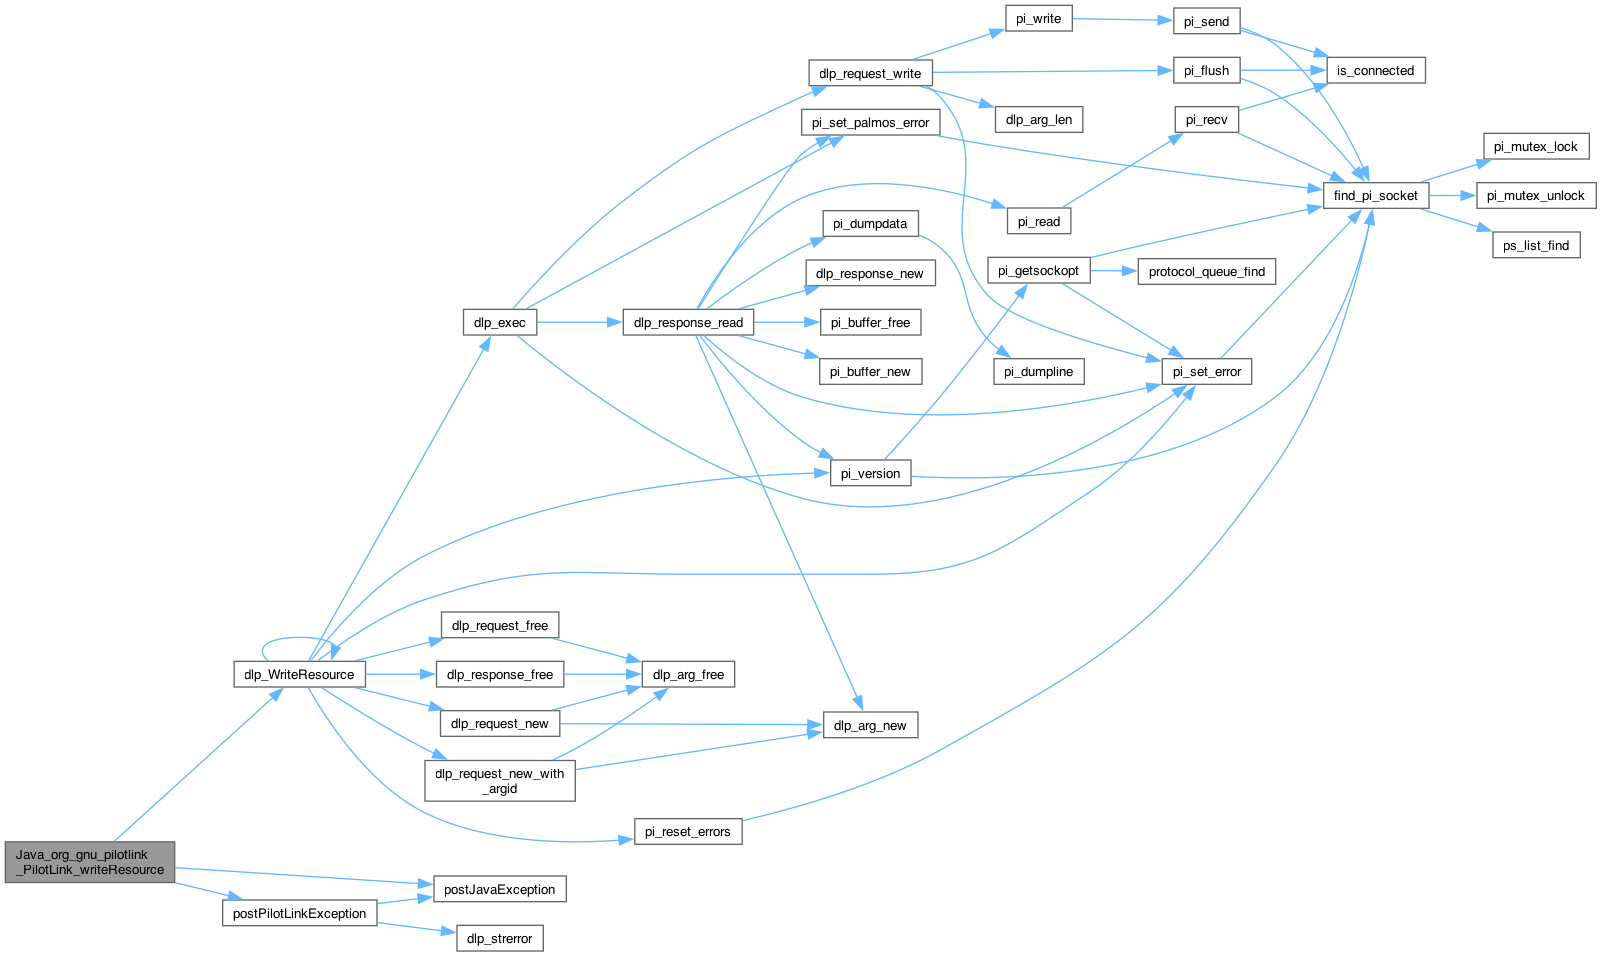 pi_write
pi_send
dlp_request_write
pi_flush
is_connected
pi_set_palmos_error
dlp_arg_len
pi_recv
pi_mutex_lock
find_pi_socket
pi_mutex_unlock
pi_dumpdata
pi_read
ps_list_find
dlp_response_new
pi_getsockopt
protocol_queue_find
dlp_exec
dlp_response_read
pi_buffer_free
pi_buffer_new
pi_dumpline
pi_set_error
pi_version
dlp_request_free
dlp_WriteResource
dlp_response_free
dlp_arg_free
dlp_request_new
dlp_arg_new
dlp_request_new_with
_argid
pi_reset_errors
Java_org_gnu_pilotlink
_PilotLink_writeResource
postJavaException
postPilotLinkException
dlp_strerror